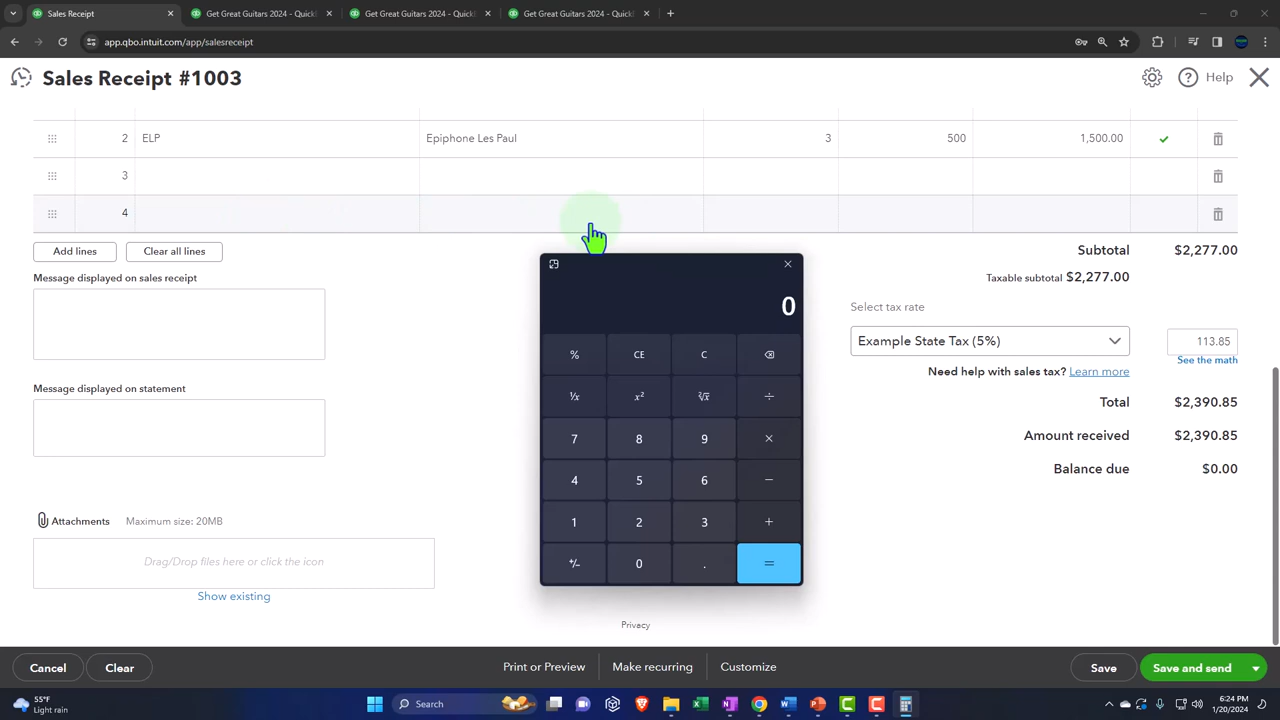 Sales Receipt
Get Great Guitars 2024 – Quick
Get Great Guitars 2024 – Quick
Get Great Guitars 2024 – Quick
app.qbo.intuit.com/app/salesreceipt
Sales Receipt #1003
Help
2 ELP Epiphone Les Paul 3 500 1,500.00
3
4
Add lines Clear all lines
Subtotal $2,277.00
Message displayed on sales receipt
Taxable subtotal $2,277.00
Select tax rate
Example State Tax (5%) 113.85
See the math
Need help with sales tax? Learn more
Message displayed on statement
Total $2,390.85
Amount received $2,390.85
Balance due $0.00
0
% CE C
¹/x x² ²√x ÷
7 8 9 ×
4 5 6 −
1 2 3 +
+/− 0 . =
Attachments Maximum size: 20MB
Drag/Drop files here or click the icon
Show existing
Privacy
Cancel Clear Print or Preview Make recurring Customize Save Save and send
55°F
Light rain
Search
6:24 PM
1/20/2024